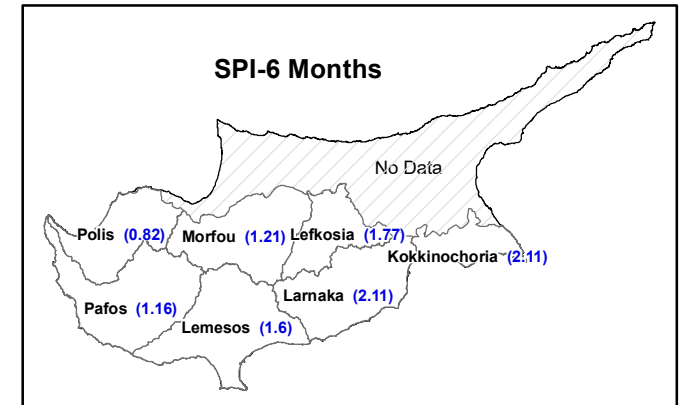 SPI-6 Months
No Data
Polis (0.82)
Morfou (1.21)
Lefkosia (1.77)
Kokkinochoria (2.11)
Pafos (1.16)
Larnaka (2.11)
Lemesos (1.6)